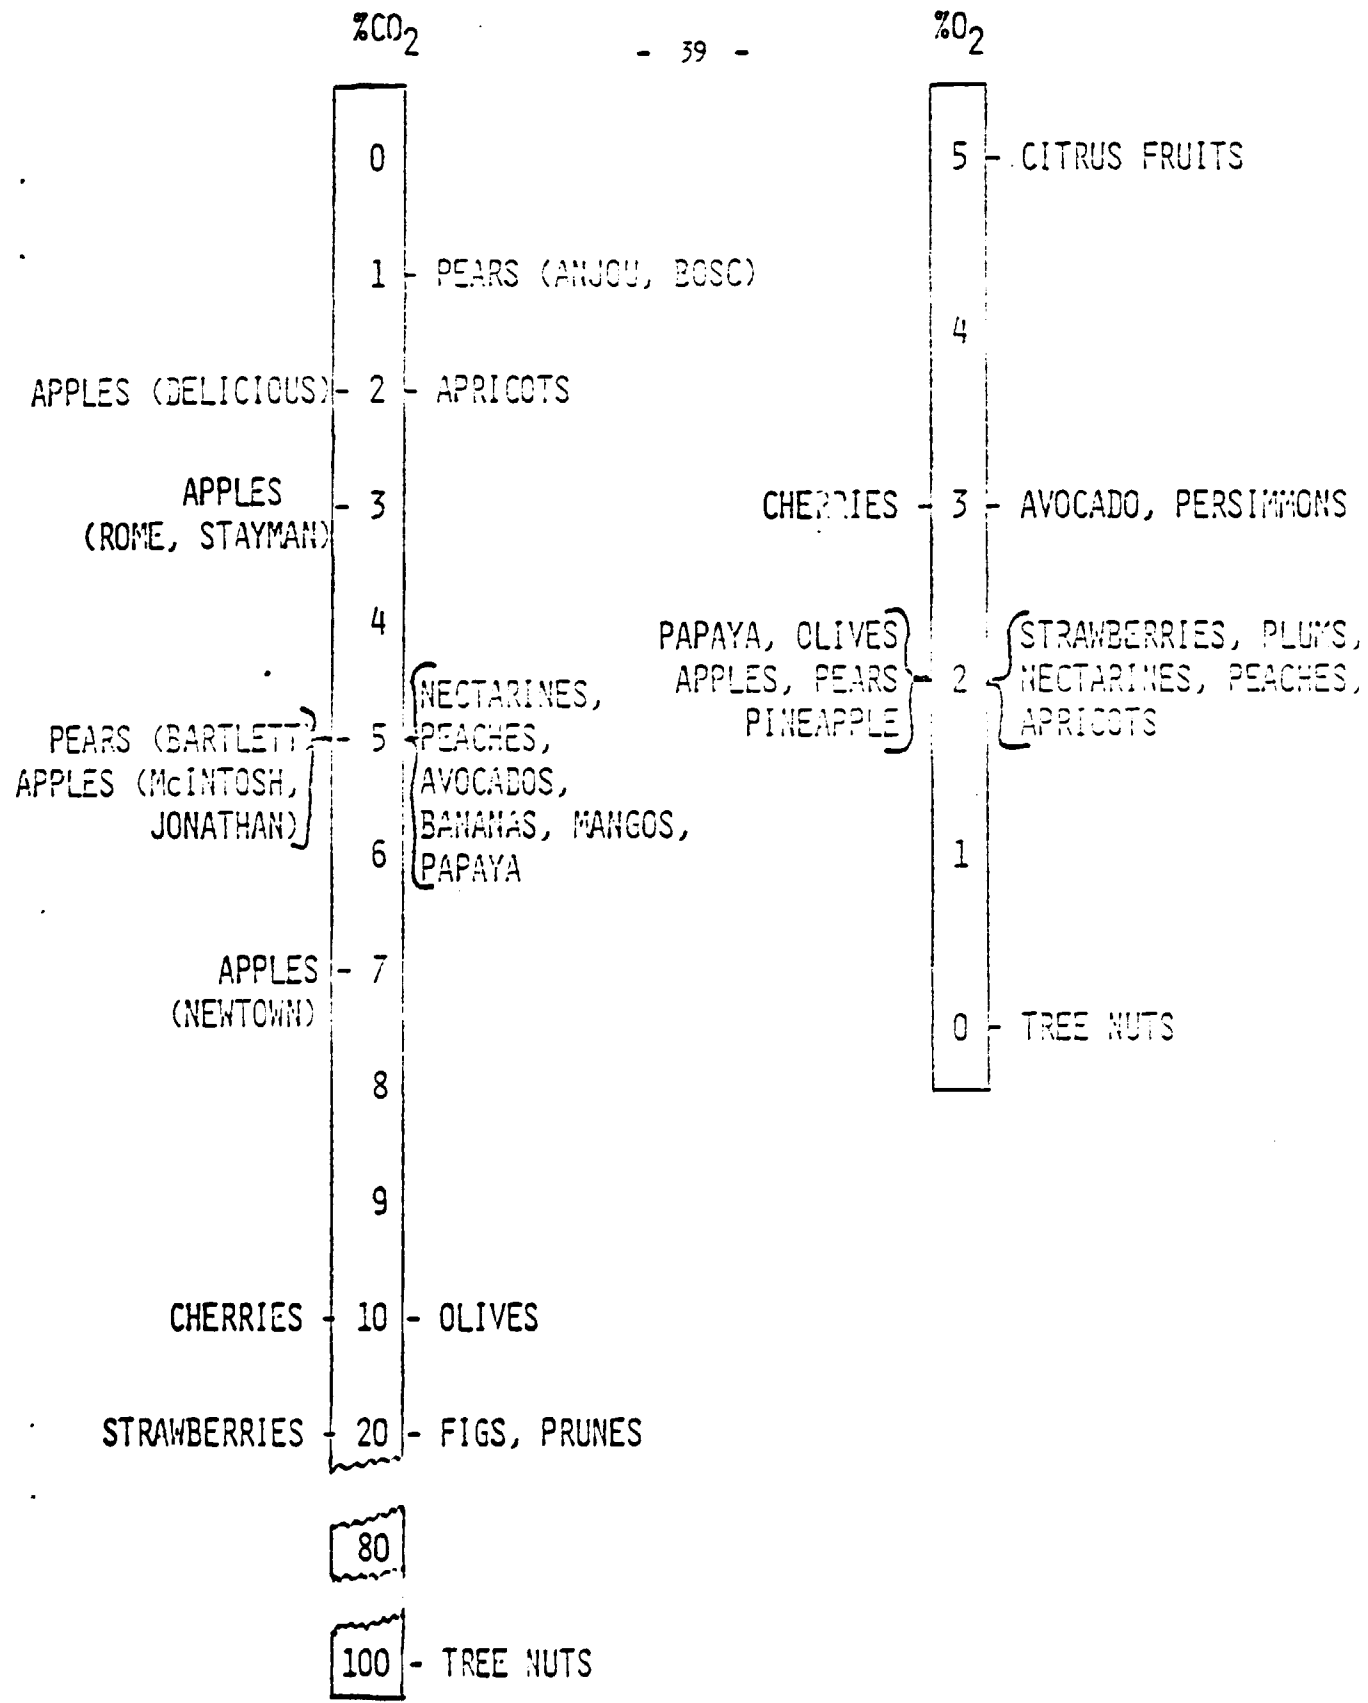 %CO2
- 39 -
%O2
0
1 - PEARS (ANJOU, BOSC)
APPLES (DELICIOUS) - 2 - APRICOTS
APPLES
(ROME, STAYMAN) - 3
4
NECTARINES,
PEARS (BARTLETT) - 5 PEACHES,
APPLES (McINTOSH, AVOCADOS,
JONATHAN) BANANAS, MANGOS,
6 PAPAYA
APPLES - 7
(NEWTOWN)
8
9
CHERRIES - 10 - OLIVES
STRAWBERRIES - 20 - FIGS, PRUNES
80
100 - TREE NUTS
5 - CITRUS FRUITS
4
CHERRIES - 3 - AVOCADO, PERSIMMONS
PAPAYA, OLIVES STRAWBERRIES, PLUMS,
APPLES, PEARS - 2 NECTARINES, PEACHES,
PINEAPPLE APRICOTS
1
0 - TREE NUTS